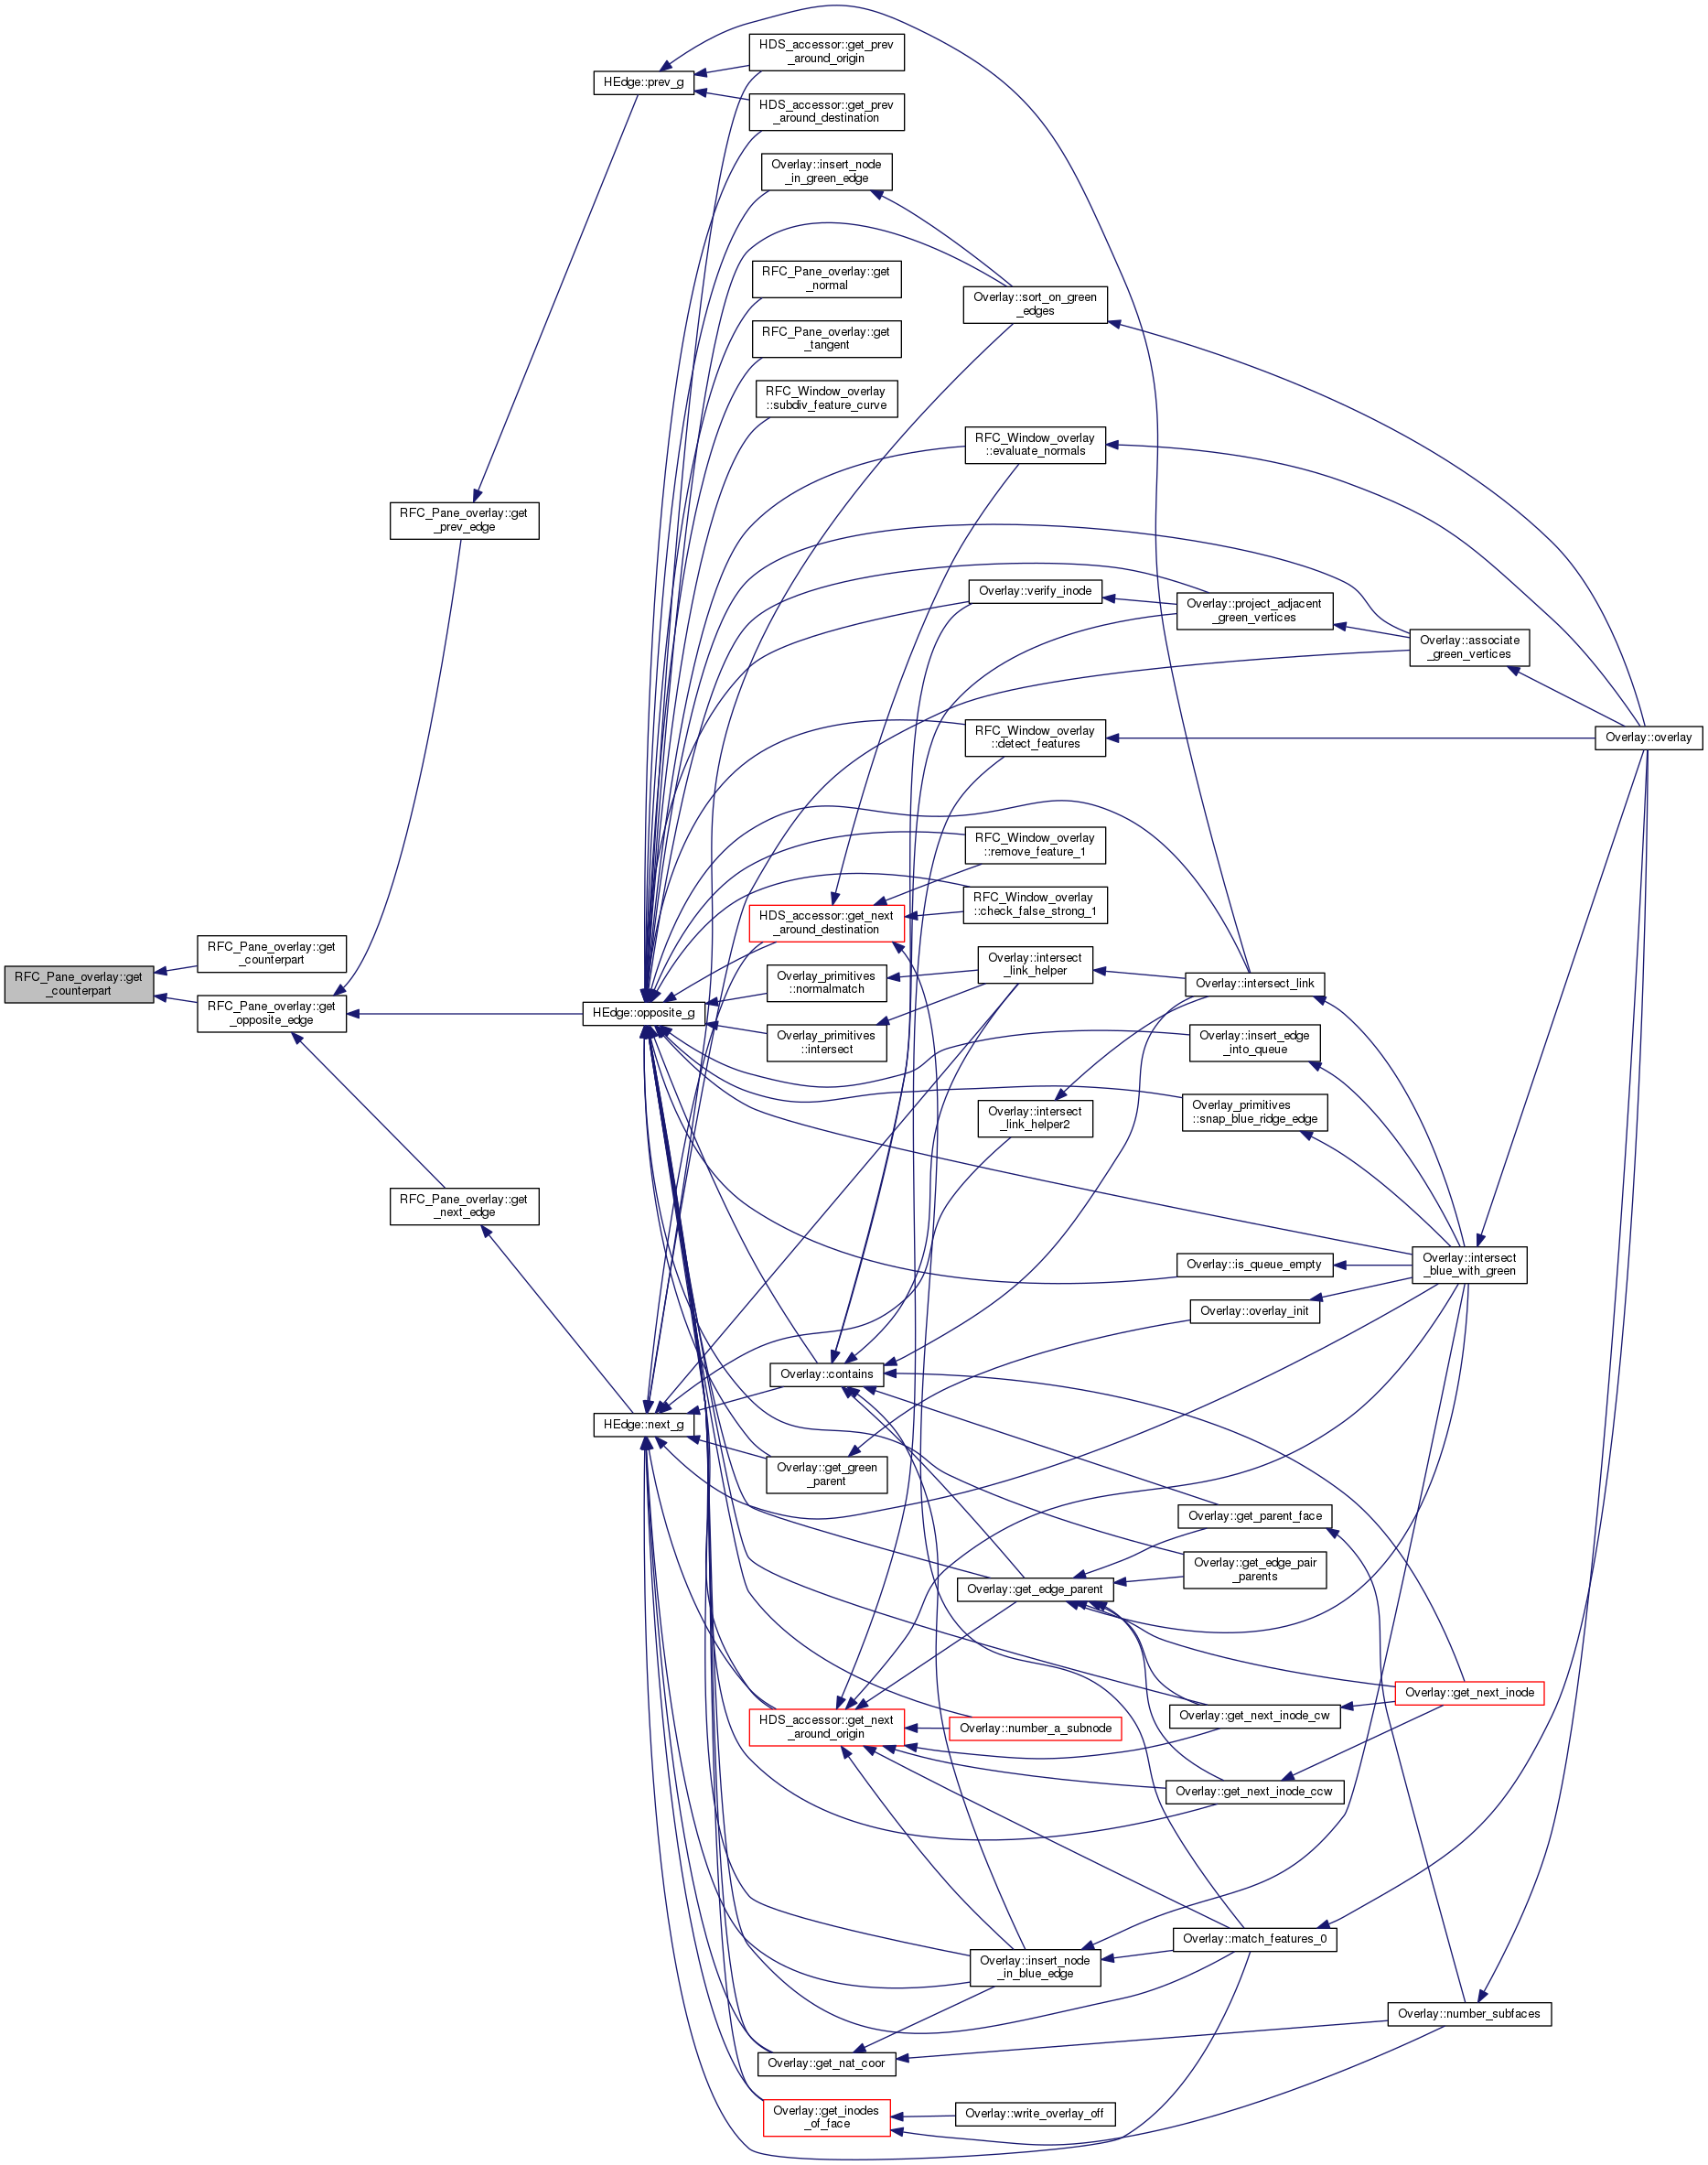 HEdge::prev_g
HDS_accessor::get_prev
_around_origin
HDS_accessor::get_prev
_around_destination
Overlay::insert_node
_in_green_edge
RFC_Pane_overlay::get
_normal
Overlay::sort_on_green
_edges
RFC_Pane_overlay::get
_tangent
RFC_Window_overlay
::subdiv_feature_curve
RFC_Window_overlay
::evaluate_normals
RFC_Pane_overlay::get
_prev_edge
Overlay::verify_inode
Overlay::project_adjacent
_green_vertices
Overlay::associate
_green_vertices
RFC_Window_overlay
::detect_features
Overlay::overlay
RFC_Window_overlay
::remove_feature_1
RFC_Window_overlay
::check_false_strong_1
HDS_accessor::get_next
_around_destination
RFC_Pane_overlay::get
_counterpart
RFC_Pane_overlay::get
_counterpart
RFC_Pane_overlay::get
_opposite_edge
HEdge::opposite_g
Overlay_primitives
::normalmatch
Overlay::intersect
_link_helper
Overlay::intersect_link
Overlay_primitives
::intersect
Overlay::insert_edge
_into_queue
Overlay::intersect
_link_helper2
Overlay_primitives
::snap_blue_ridge_edge
RFC_Pane_overlay::get
_next_edge
Overlay::is_queue_empty
Overlay::intersect
_blue_with_green
Overlay::overlay_init
Overlay::contains
HEdge::next_g
Overlay::get_green
_parent
Overlay::get_parent_face
Overlay::get_edge_pair
_parents
Overlay::get_edge_parent
Overlay::get_next_inode
Overlay::get_next_inode_cw
HDS_accessor::get_next
_around_origin
Overlay::number_a_subnode
Overlay::get_next_inode_ccw
Overlay::match_features_0
Overlay::insert_node
_in_blue_edge
Overlay::number_subfaces
Overlay::get_nat_coor
Overlay::get_inodes
_of_face
Overlay::write_overlay_off